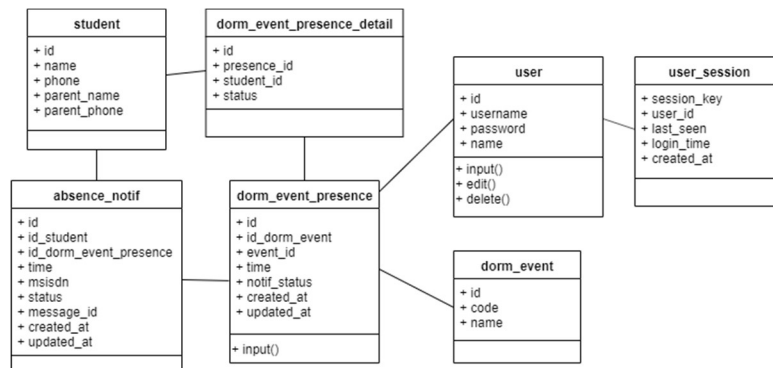 student
+ id
+ name
+ phone
+ parent_name
+ parent_phone
dorm_event_presence_detail
+ id
+ presence_id
+ student_id
+ status
user
+ id
+ username
+ password
+ name
+ input()
+ edit()
+ delete()
user_session
+ session_key
+ user_id
+ last_seen
+ login_time
+ created_at
absence_notif
+ id
+ id_student
+ id_dorm_event_presence
+ time
+ msisdn
+ status
+ message_id
+ created_at
+ updated_at
dorm_event_presence
+ id
+ id_dorm_event
+ event_id
+ time
+ notif_status
+ created_at
+ updated_at
+ input()
dorm_event
+ id
+ code
+ name